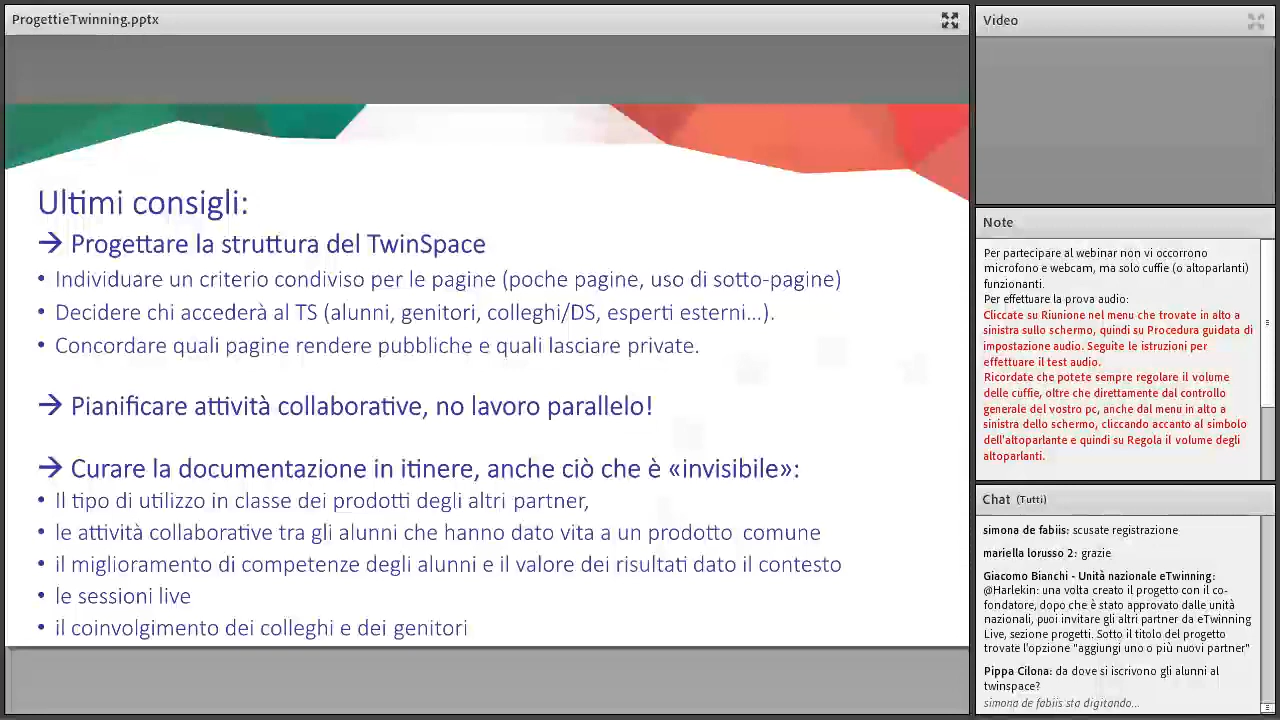 ProgettieTwinning.pptx
Ultimi consigli:
→ Progettare la struttura del TwinSpace
• Individuare un criterio condiviso per le pagine (poche pagine, uso di sotto-pagine)
• Decidere chi accederà al TS (alunni, genitori, colleghi/DS, esperti esterni...).
• Concordare quali pagine rendere pubbliche e quali lasciare private.
→ Pianificare attività collaborative, no lavoro parallelo!
→ Curare la documentazione in itinere, anche ciò che è «invisibile»:
• Il tipo di utilizzo in classe dei prodotti degli altri partner,
• le attività collaborative tra gli alunni che hanno dato vita a un prodotto comune
• il miglioramento di competenze degli alunni e il valore dei risultati dato il contesto
• le sessioni live
• il coinvolgimento dei colleghi e dei genitori
Video
Note
Per partecipare al webinar non vi occorrono
microfono e webcam, ma solo cuffie (o altoparlanti)
funzionanti.
Per effettuare la prova audio:
Cliccate su Riunione nel menu che trovate in alto a
sinistra sullo schermo, quindi su Procedura guidata di
impostazione audio. Seguite le istruzioni per
effettuare il test audio.
Ricordate che potete sempre regolare il volume
delle cuffie, oltre che direttamente dal controllo
generale del vostro pc, anche dal menu in alto a
sinistra dello schermo, cliccando accanto al simbolo
dell'altoparlante e quindi su Regola il volume degli
altoparlanti.
Chat (Tutti)
simona de fabiis: scusate registrazione
mariella lorusso 2: grazie
Giacomo Bianchi - Unità nazionale eTwinning:
@Harlekin: una volta creato il progetto con il co-
fondatore, dopo che è stato approvato dalle unità
nazionali, puoi invitare gli altri partner da eTwinning
Live, sezione progetti. Sotto il titolo del progetto
trovate l'opzione "aggiungi uno o più nuovi partner"
Pippa Cilona: da dove si iscrivono gli alunni al
twinspace?
simona de fabiis sta digitando...